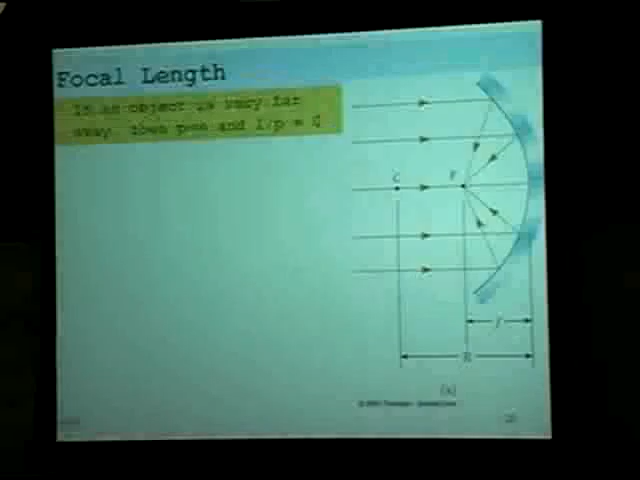 Focal Length
If an object is very far
away, then p=∞ and 1/p = 0
C
F
f
R
(a)